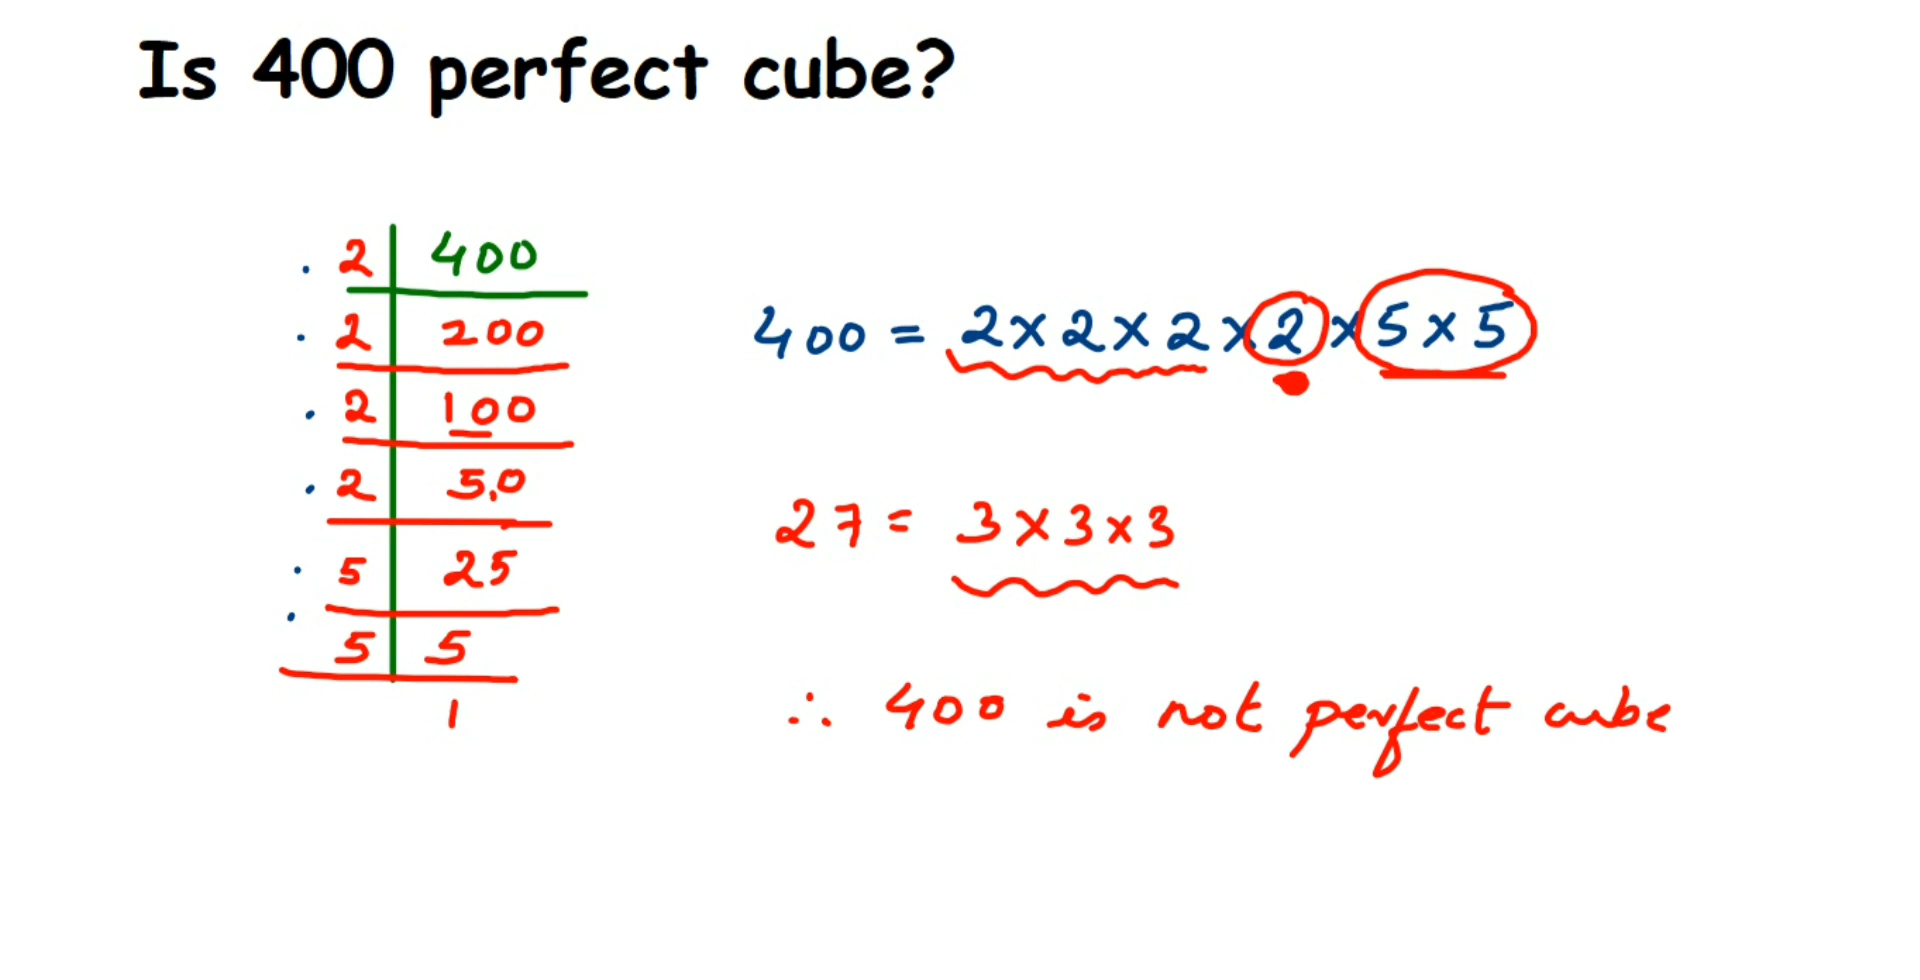 Is 400 perfect cube?
2 | 400
2 | 200
2 | 100
2 | 50
5 | 25
5 | 5
1
400 = 2 × 2 × 2 × 2 × 5 × 5
27 = 3 × 3 × 3
∴ 400 is not perfect cube